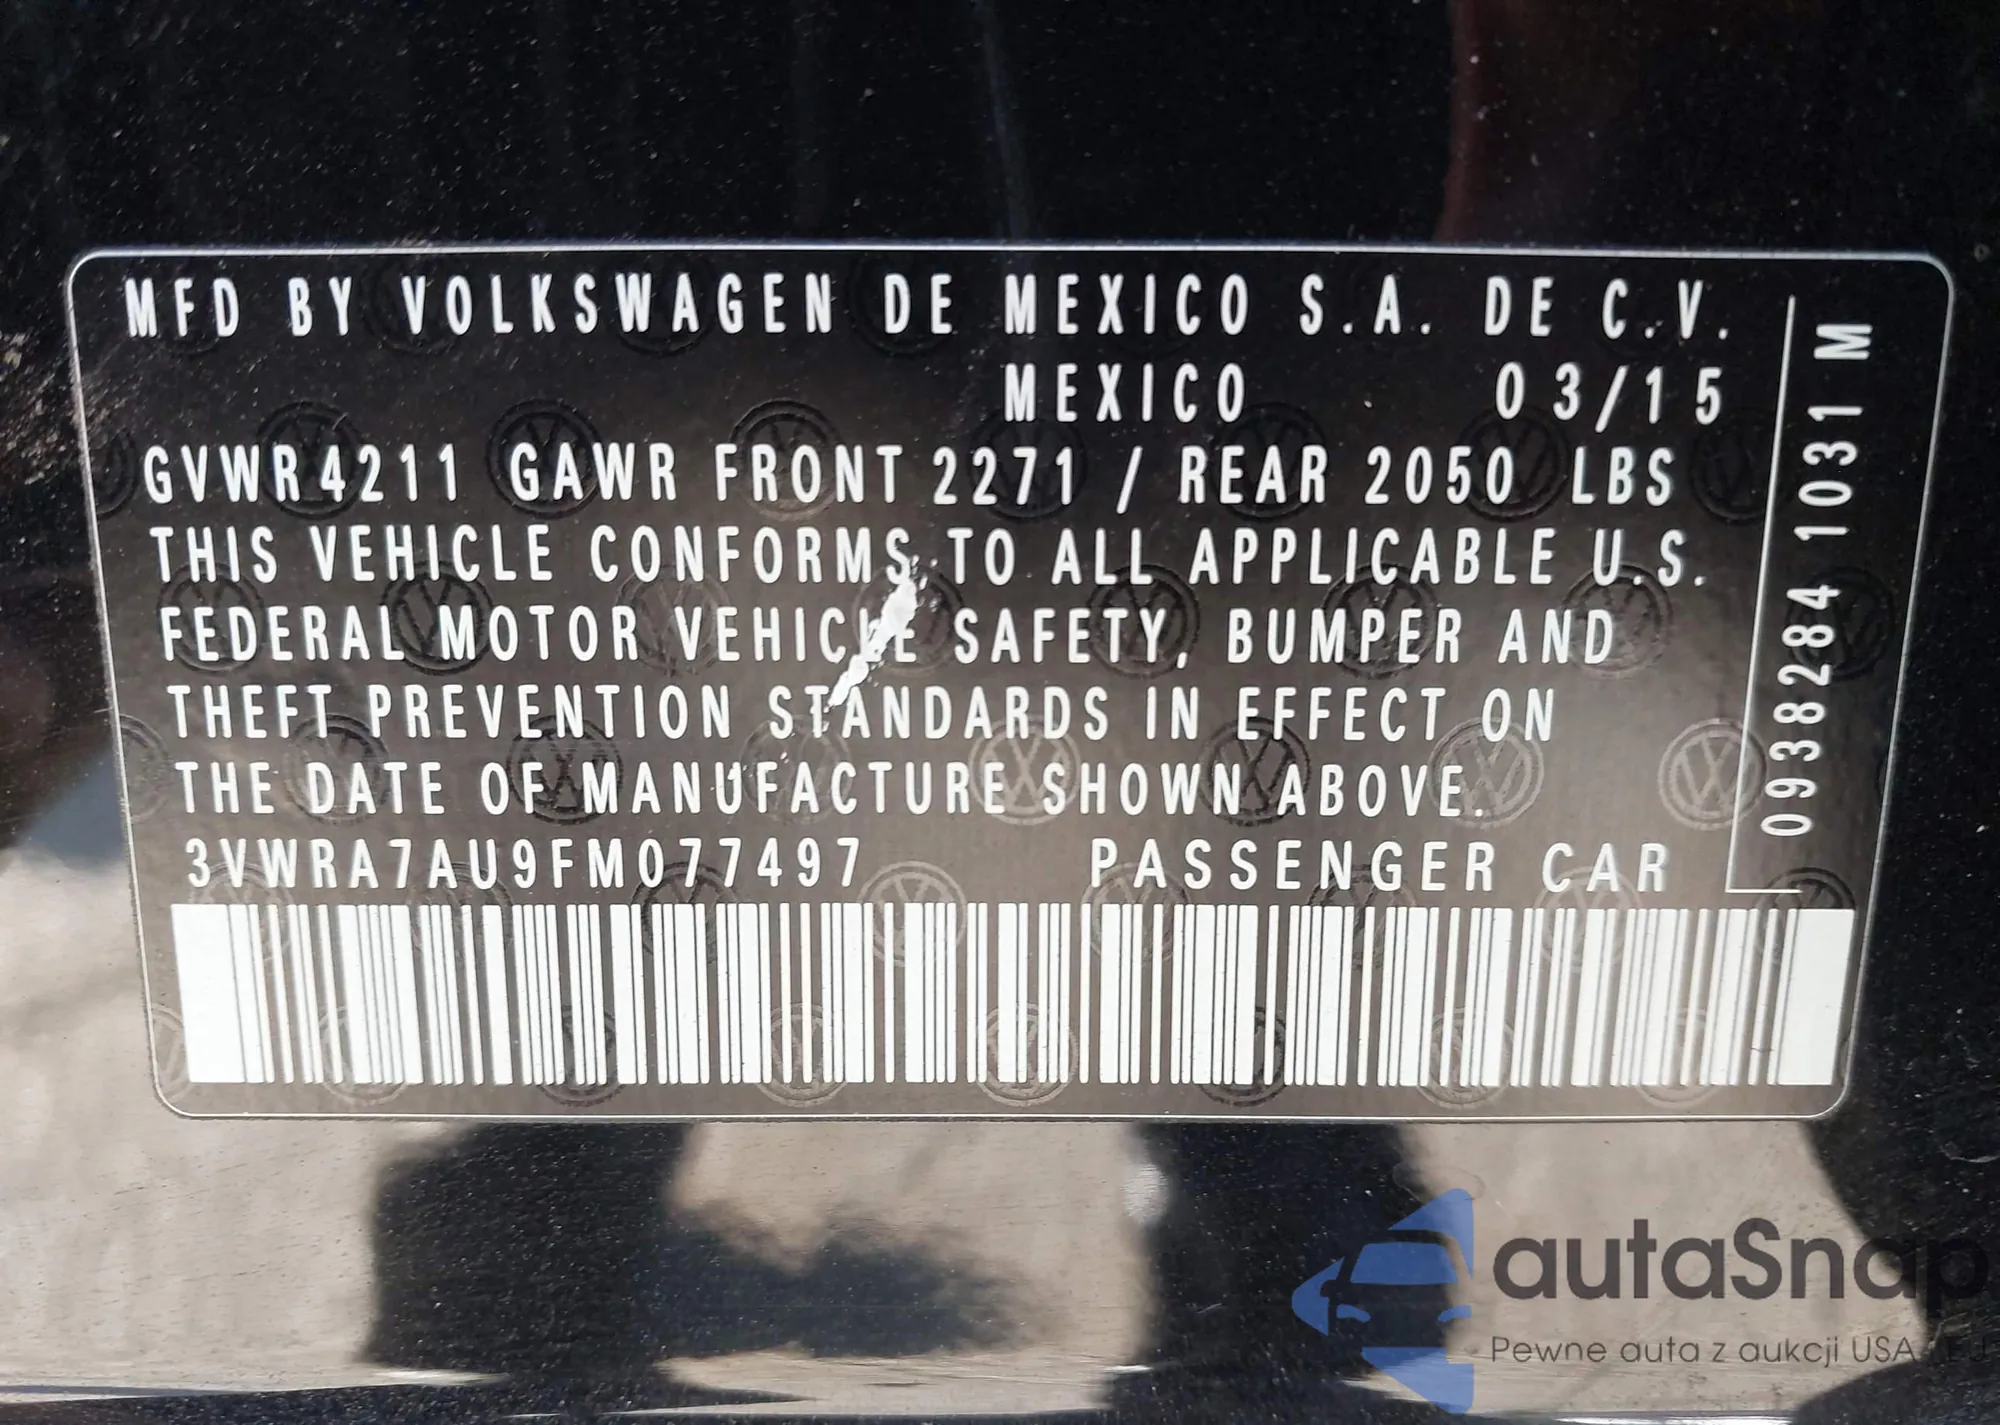 MFD BY VOLKSWAGEN DE MEXICO S.A. DE C.V.
MEXICO 03/15
GVWR4211 GAWR FRONT 2271 / REAR 2050 LBS
THIS VEHICLE CONFORMS TO ALL APPLICABLE U.S.
FEDERAL MOTOR VEHICLE SAFETY, BUMPER AND
THEFT PREVENTION STANDARDS IN EFFECT ON
THE DATE OF MANUFACTURE SHOWN ABOVE.
3VWRA7AU9FM077497 PASSENGER CAR
0938284 1031 M
autaSnap
Pewne auta z aukcji USA